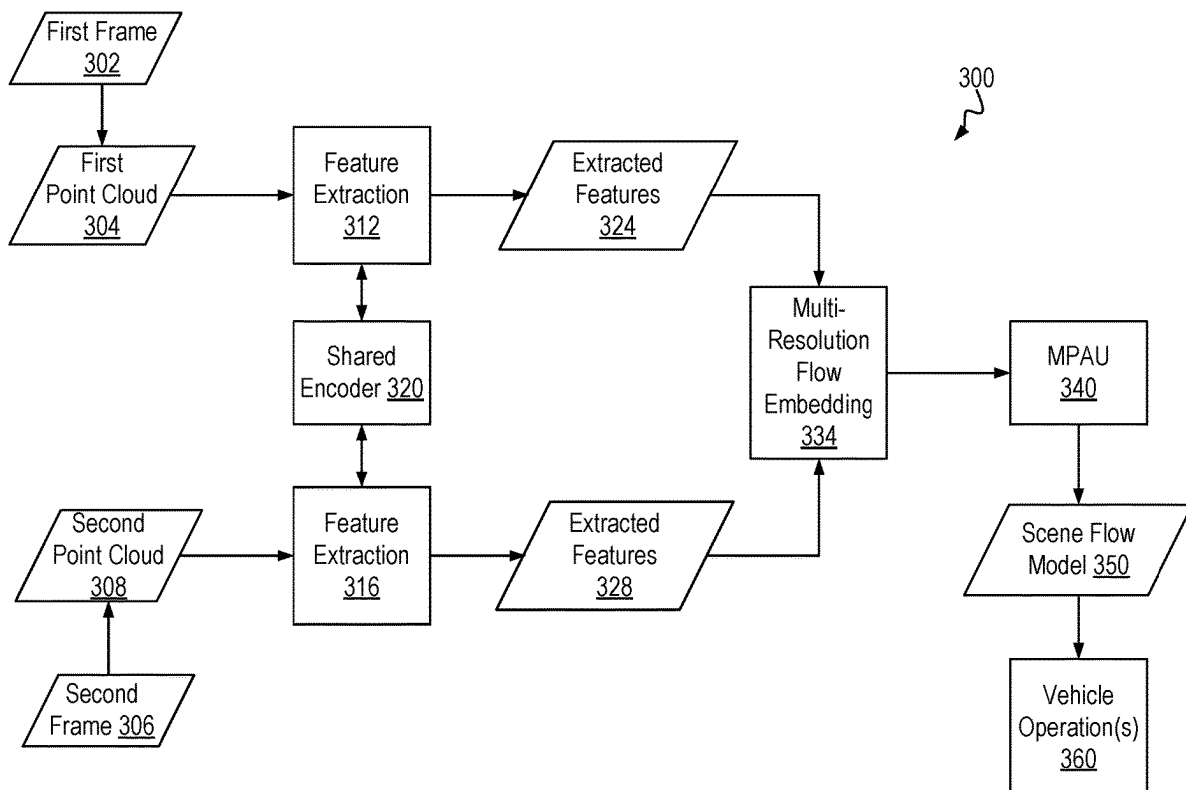 First Frame
302
300
First
Point Cloud
304
Feature
Extraction
312
Extracted
Features
324
Shared
Encoder 320
Multi-
Resolution
Flow
Embedding
334
MPAU
340
Second
Point Cloud
308
Feature
Extraction
316
Extracted
Features
328
Scene Flow
Model 350
Second
Frame 306
Vehicle
Operation(s)
360